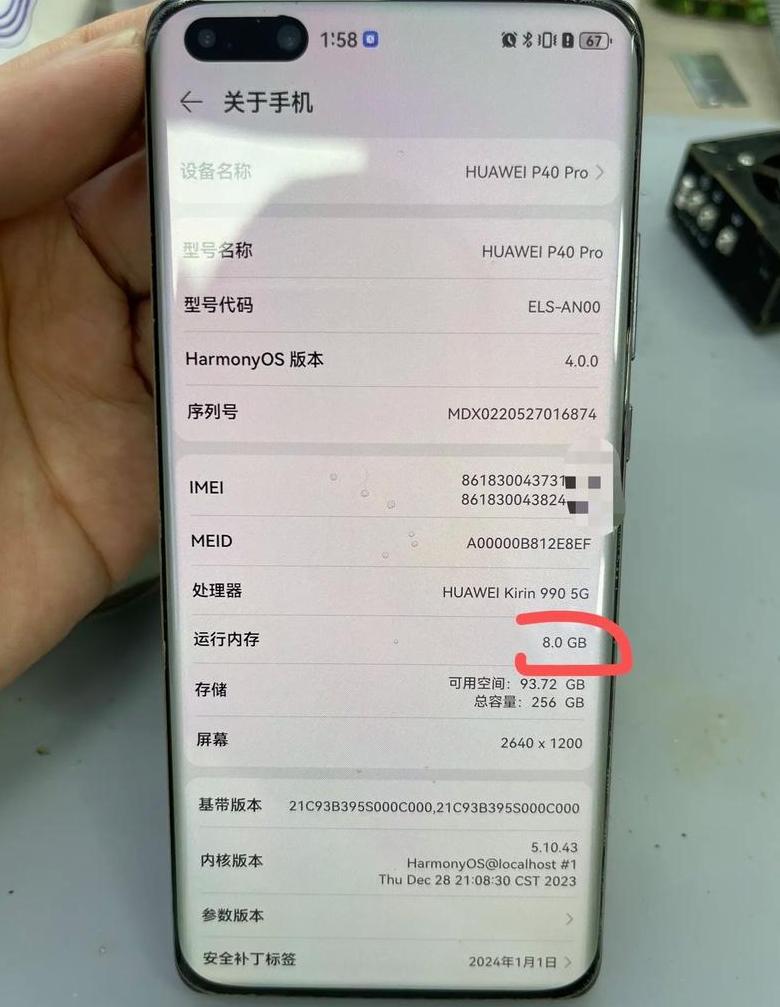 1:58
67
关于手机
设备名称 HUAWEI P40 Pro
型号名称 HUAWEI P40 Pro
型号代码 ELS-AN00
HarmonyOS 版本 4.0.0
序列号 MDX0220527016874
IMEI 861830043731
861830043824
MEID A00000B812E8EF
处理器 HUAWEI Kirin 990 5G
运行内存 8.0 GB
存储 可用空间: 93.72 GB
总容量: 256 GB
屏幕 2640 x 1200
基带版本 21C93B395S000C000,21C93B395S000C000
内核版本 5.10.43
HarmonyOS@localhost #1
Thu Dec 28 21:08:30 CST 2023
参数版本
安全补丁标签 2024年1月1日